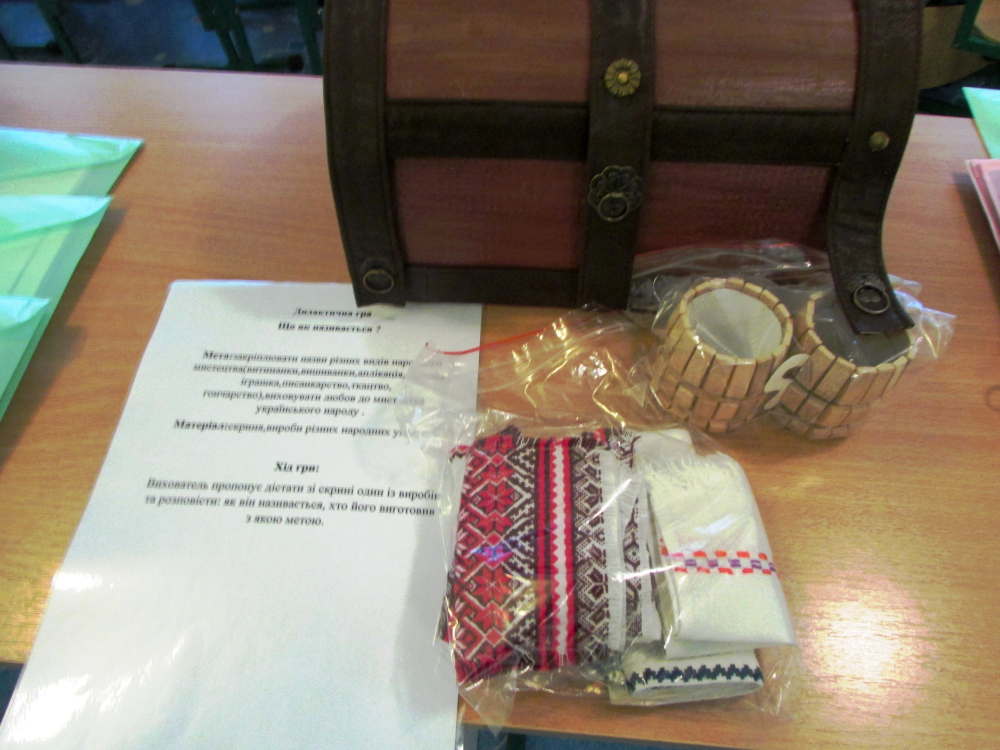 Дидактична гра
Що як називається ?
Мета:закріплювати назви різних видів
мистецтва(витинанки,вишиванки,аплікація,
іграшка,писанкарство,ткацтво,
гончарство),виховувати любов до
українського народу .
Матеріал:скриня,вироби різних народних
Хід гри:
Вихователь пропонує дістати зі скрині один із виробів
та розповісти: як він називається, хто його виготовив
з якою метою.